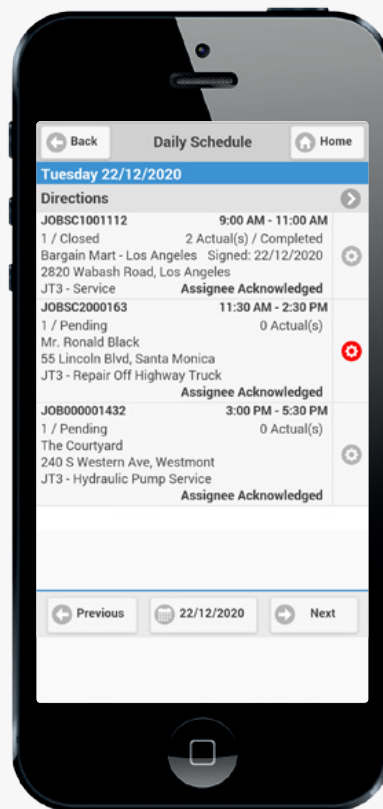 Back Daily Schedule Home
Tuesday 22/12/2020
Directions
JOBSC1001112 9:00 AM - 11:00 AM
1 / Closed 2 Actual(s) / Completed
Bargain Mart - Los Angeles Signed: 22/12/2020
2820 Wabash Road, Los Angeles
JT3 - Service Assignee Acknowledged
JOBSC2000163 11:30 AM - 2:30 PM
1 / Pending 0 Actual(s)
Mr. Ronald Black
55 Lincoln Blvd, Santa Monica
JT3 - Repair Off Highway Truck
Assignee Acknowledged
JOB000001432 3:00 PM - 5:30 PM
1 / Pending 0 Actual(s)
The Courtyard
240 S Western Ave, Westmont
JT3 - Hydraulic Pump Service
Assignee Acknowledged
Previous 22/12/2020 Next